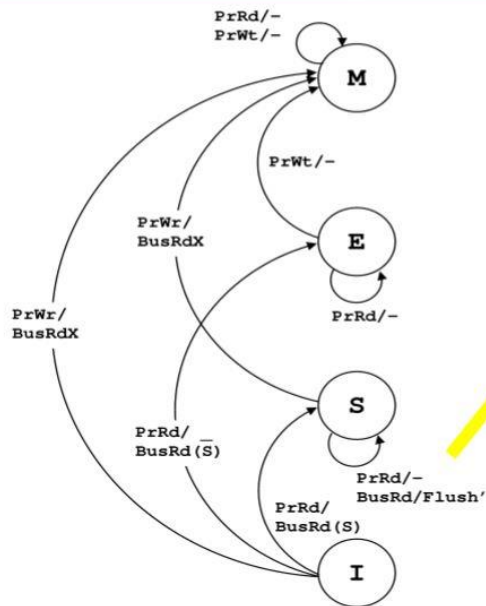 PrRd/-
PrWt/-
M
PrWt/-
E
PrWr/
BusRdX
PrRd/-
PrWr/
BusRdX
S
PrRd/
BusRd(S̅)
PrRd/-
BusRd/Flush'
PrRd/
BusRd(S)
I